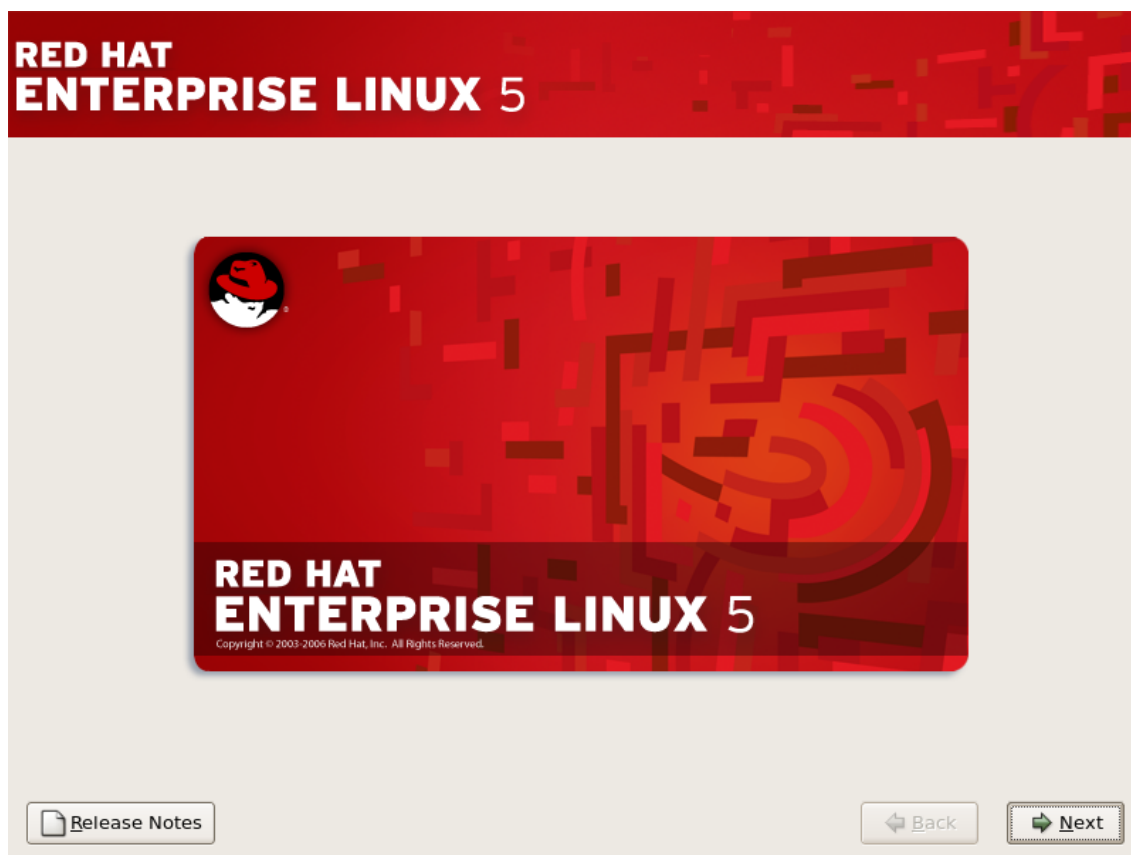 RED HAT
ENTERPRISE LINUX 5
®
RED HAT
ENTERPRISE LINUX 5
Copyright © 2003-2006 Red Hat, Inc. All Rights Reserved.
Release Notes
Back
Next